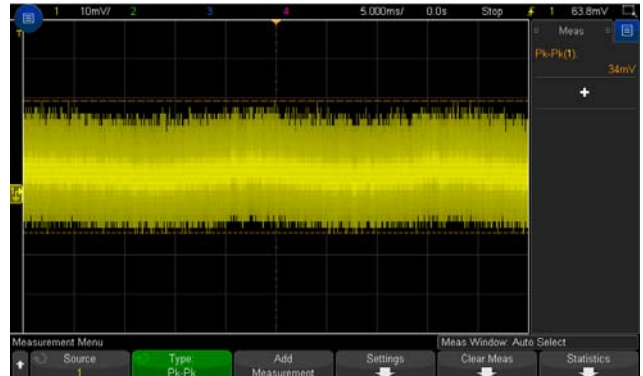 1 10mV/ 2 3 4 5.000ms/ 0.0s Stop 1 63.8mV
T
Meas
Pk-Pk(1):
34mV
Measurement Menu
Meas Window: Auto Select
Source
1
Type:
Pk-Pk
Add
Measurement
Settings
Clear Meas
Statistics